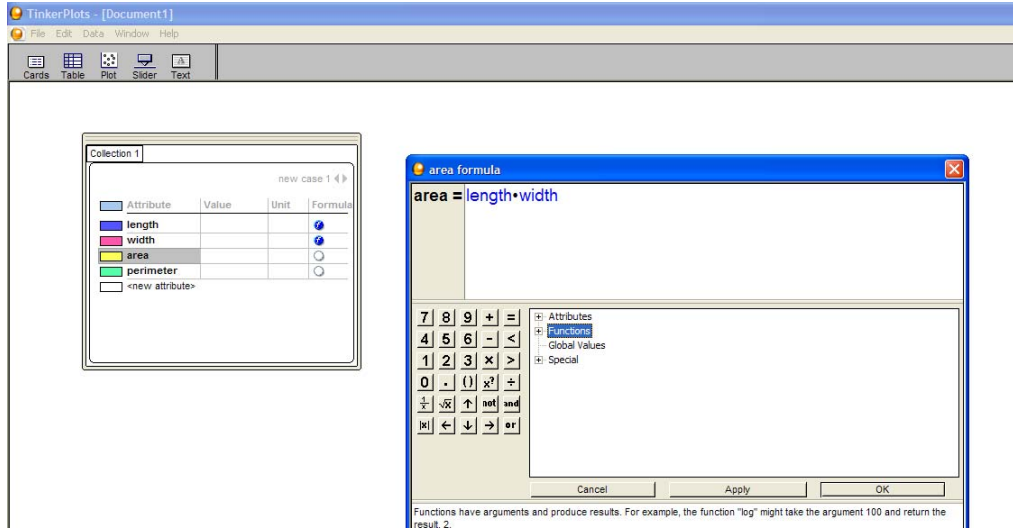 TinkerPlots - [Document1]
File Edit Data Window Help
Cards Table Plot Slider Text
Collection 1
new case 1
Attribute Value Unit Formula
length
width
area
perimeter
<new attribute>
area formula
area = length•width
7 8 9 + =
4 5 6 - <
1 2 3 × >
0 . () x? ÷
1/x √x ↑ not and
|x| ← ↓ → or
Attributes
Functions
Global Values
Special
Cancel Apply OK
Functions have arguments and produce results. For example, the function "log" might take the argument 100 and return the
result, 2.